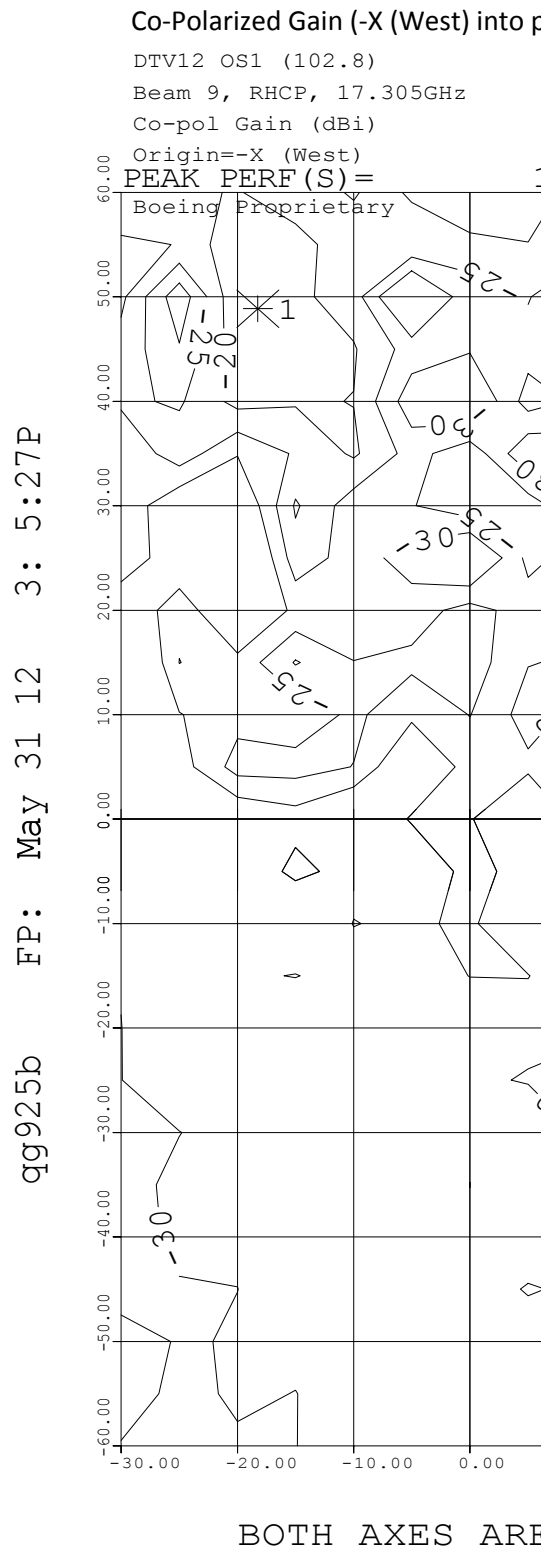 Co-Polarized Gain (-X (West) into p
DTV12 OS1 (102.8)
Beam 9, RHCP, 17.305GHz
Co-pol Gain (dBi)
Origin=-X (West)
PEAK PERF(S)= 1
Boeing Proprietary
60.00
50.00
40.00
30.00
20.00
10.00
0.00
-10.00
-20.00
-30.00
-40.00
-50.00
-60.00
-30.00 -20.00 -10.00 0.00
1
-25
-20
-25
-30
-30
-25
-25
-30
qg925b FP: May 31 12 3: 5:27P
BOTH AXES ARE